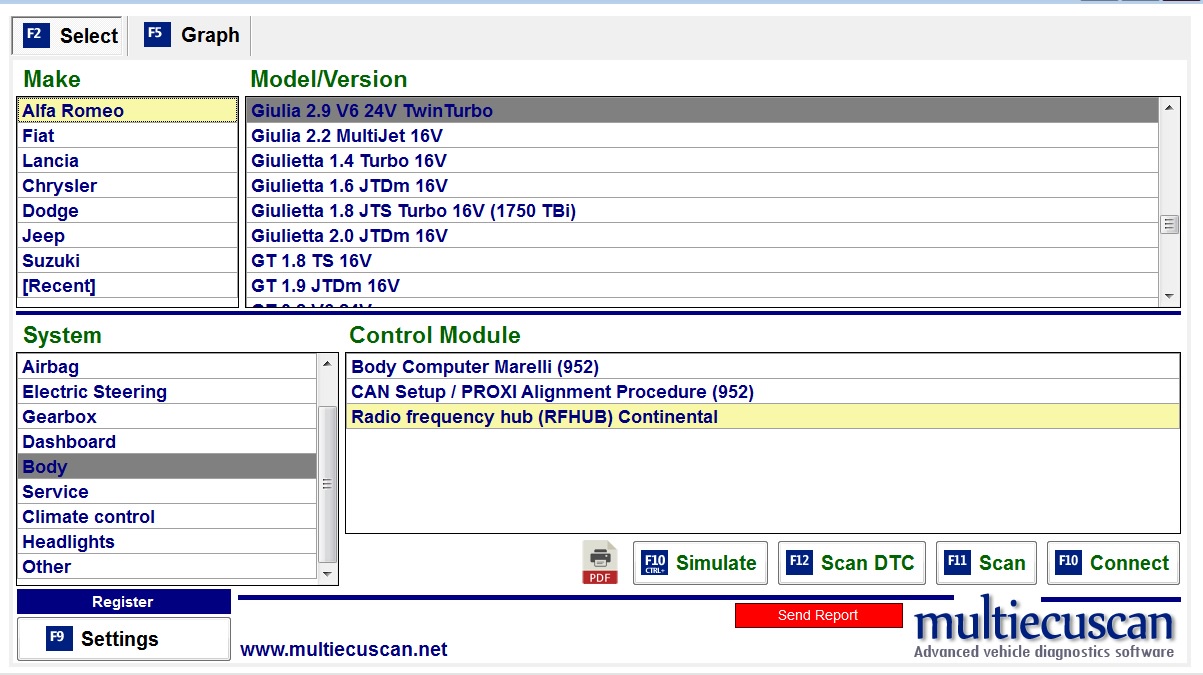 F2 Select F5 Graph
Make Model/Version
Alfa Romeo
Fiat
Lancia
Chrysler
Dodge
Jeep
Suzuki
[Recent]
Giulia 2.9 V6 24V TwinTurbo
Giulia 2.2 MultiJet 16V
Giulietta 1.4 Turbo 16V
Giulietta 1.6 JTDm 16V
Giulietta 1.8 JTS Turbo 16V (1750 TBi)
Giulietta 2.0 JTDm 16V
GT 1.8 TS 16V
GT 1.9 JTDm 16V
System Control Module
Airbag
Electric Steering
Gearbox
Dashboard
Body
Service
Climate control
Headlights
Other
Body Computer Marelli (952)
CAN Setup / PROXI Alignment Procedure (952)
Radio frequency hub (RFHUB) Continental
PDF
F10 CTRL+ Simulate F12 Scan DTC F11 Scan F10 Connect
Register
F9 Settings
www.multiecuscan.net
Send Report
multiecuscan
Advanced vehicle diagnostics software